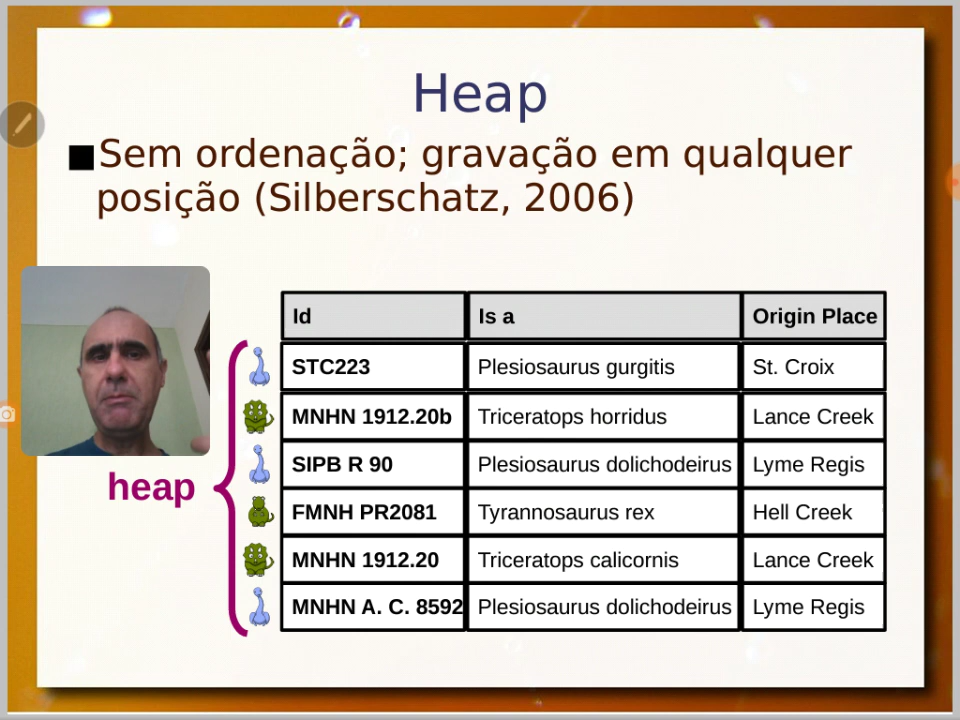 Heap
Sem ordenação; gravação em qualquer
posição (Silberschatz, 2006)
Id Is a Origin Place
STC223 Plesiosaurus gurgitis St. Croix
MNHN 1912.20b Triceratops horridus Lance Creek
SIPB R 90 Plesiosaurus dolichodeirus Lyme Regis
heap
FMNH PR2081 Tyrannosaurus rex Hell Creek
MNHN 1912.20 Triceratops calicornis Lance Creek
MNHN A. C. 8592 Plesiosaurus dolichodeirus Lyme Regis